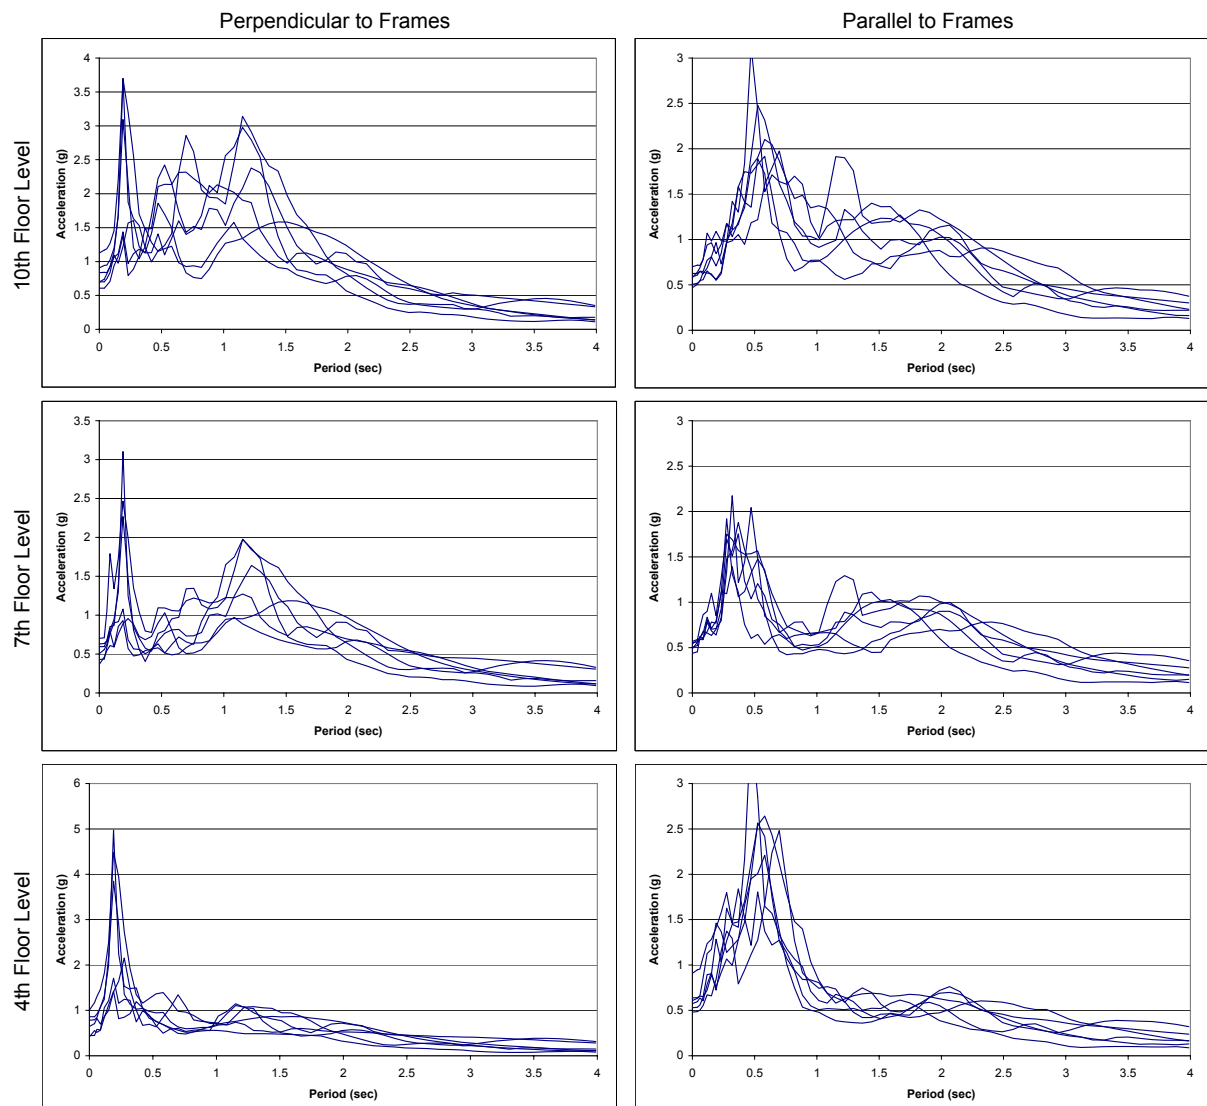 Perpendicular to Frames
Parallel to Frames
10th Floor Level
Acceleration (g)
4
3.5
3
2.5
2
1.5
1
0.5
0
0 0.5 1 1.5 2 2.5 3 3.5 4
Period (sec)
Acceleration (g)
3
2.5
2
1.5
1
0.5
0
0 0.5 1 1.5 2 2.5 3 3.5 4
Period (sec)
7th Floor Level
Acceleration (g)
3.5
3
2.5
2
1.5
1
0.5
0
0 0.5 1 1.5 2 2.5 3 3.5 4
Period (sec)
Acceleration (g)
3
2.5
2
1.5
1
0.5
0
0 0.5 1 1.5 2 2.5 3 3.5 4
Period (sec)
4th Floor Level
Acceleration (g)
6
5
4
3
2
1
0
0 0.5 1 1.5 2 2.5 3 3.5 4
Period (sec)
Acceleration (g)
3
2.5
2
1.5
1
0.5
0
0 0.5 1 1.5 2 2.5 3 3.5 4
Period (sec)